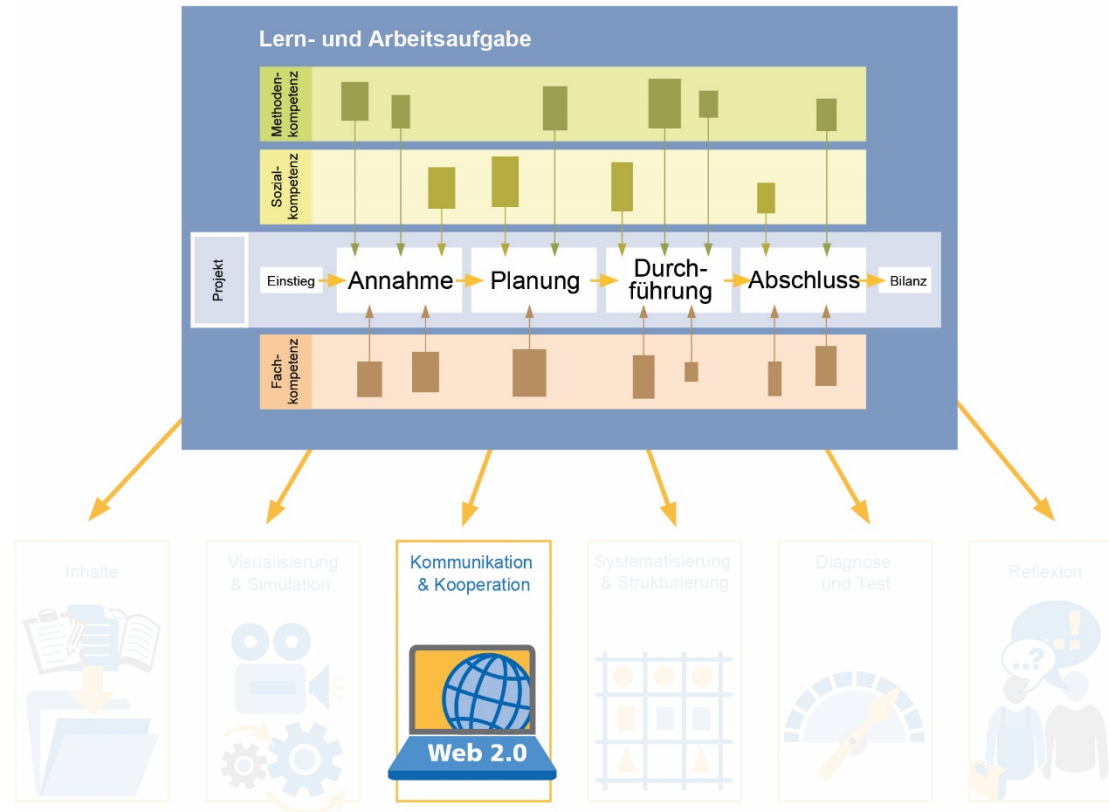 Lern- und Arbeitsaufgabe
Methoden-
kompetenz
Sozial-
kompetenz
Projekt
Einstieg
Annahme
Planung
Durch-
führung
Abschluss
Bilanz
Fach-
kompetenz
Inhalte
Visualisierung
& Simulation
Kommunikation
& Kooperation
Systematisierung
& Strukturierung
Diagnose
und Test
Reflexion
..?
..!
Web 2.0